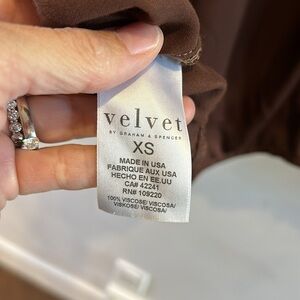 velvet
BY GRAHAM & SPENCER
XS
MADE IN USA
FABRIQUE AUX USA
HECHO EN EE.UU
CA# 42241
RN# 109220
100% VISCOSE/ VISCOSA/
VISKOSE/ VISCOSA/